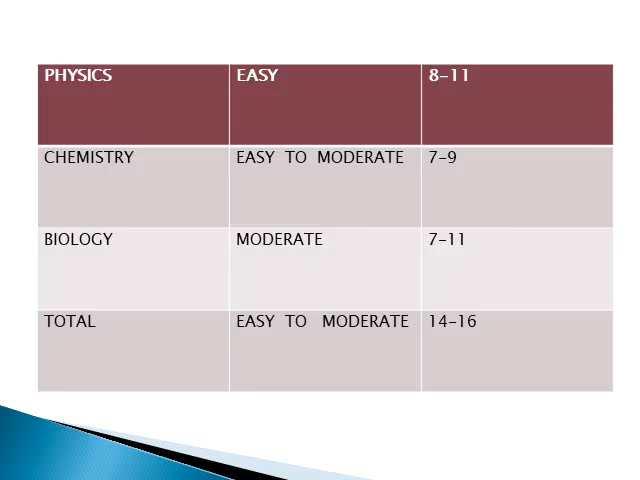 PHYSICS EASY 8-11
CHEMISTRY EASY TO MODERATE 7-9
BIOLOGY MODERATE 7-11
TOTAL EASY TO MODERATE 14-16